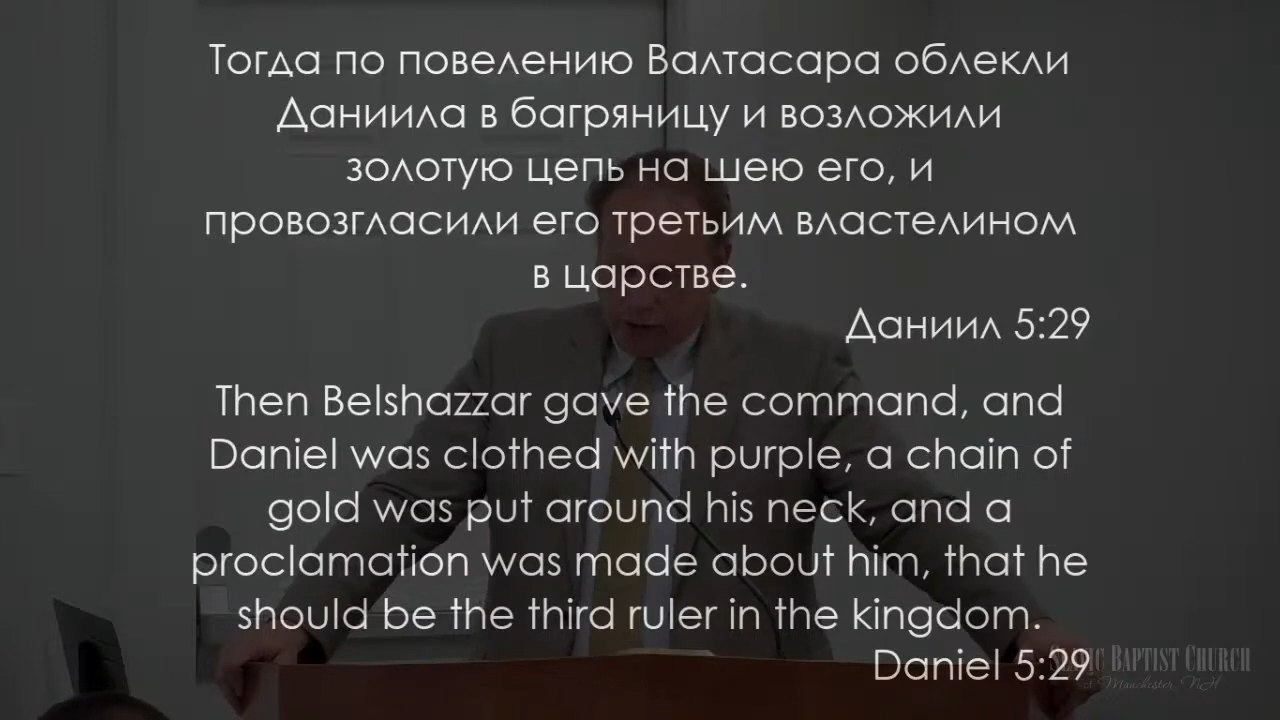 Тогда по повелению Валтасара облекли
Даниила в багряницу и возложили
золотую цепь на шею его, и
провозгласили его третьим властелином
в царстве.
Даниил 5:29
Then Belshazzar gave the command, and
Daniel was clothed with purple, a chain of
gold was put around his neck, and a
proclamation was made about him, that he
should be the third ruler in the kingdom.
Daniel 5:29
Baptist Church
of Manchester, NH